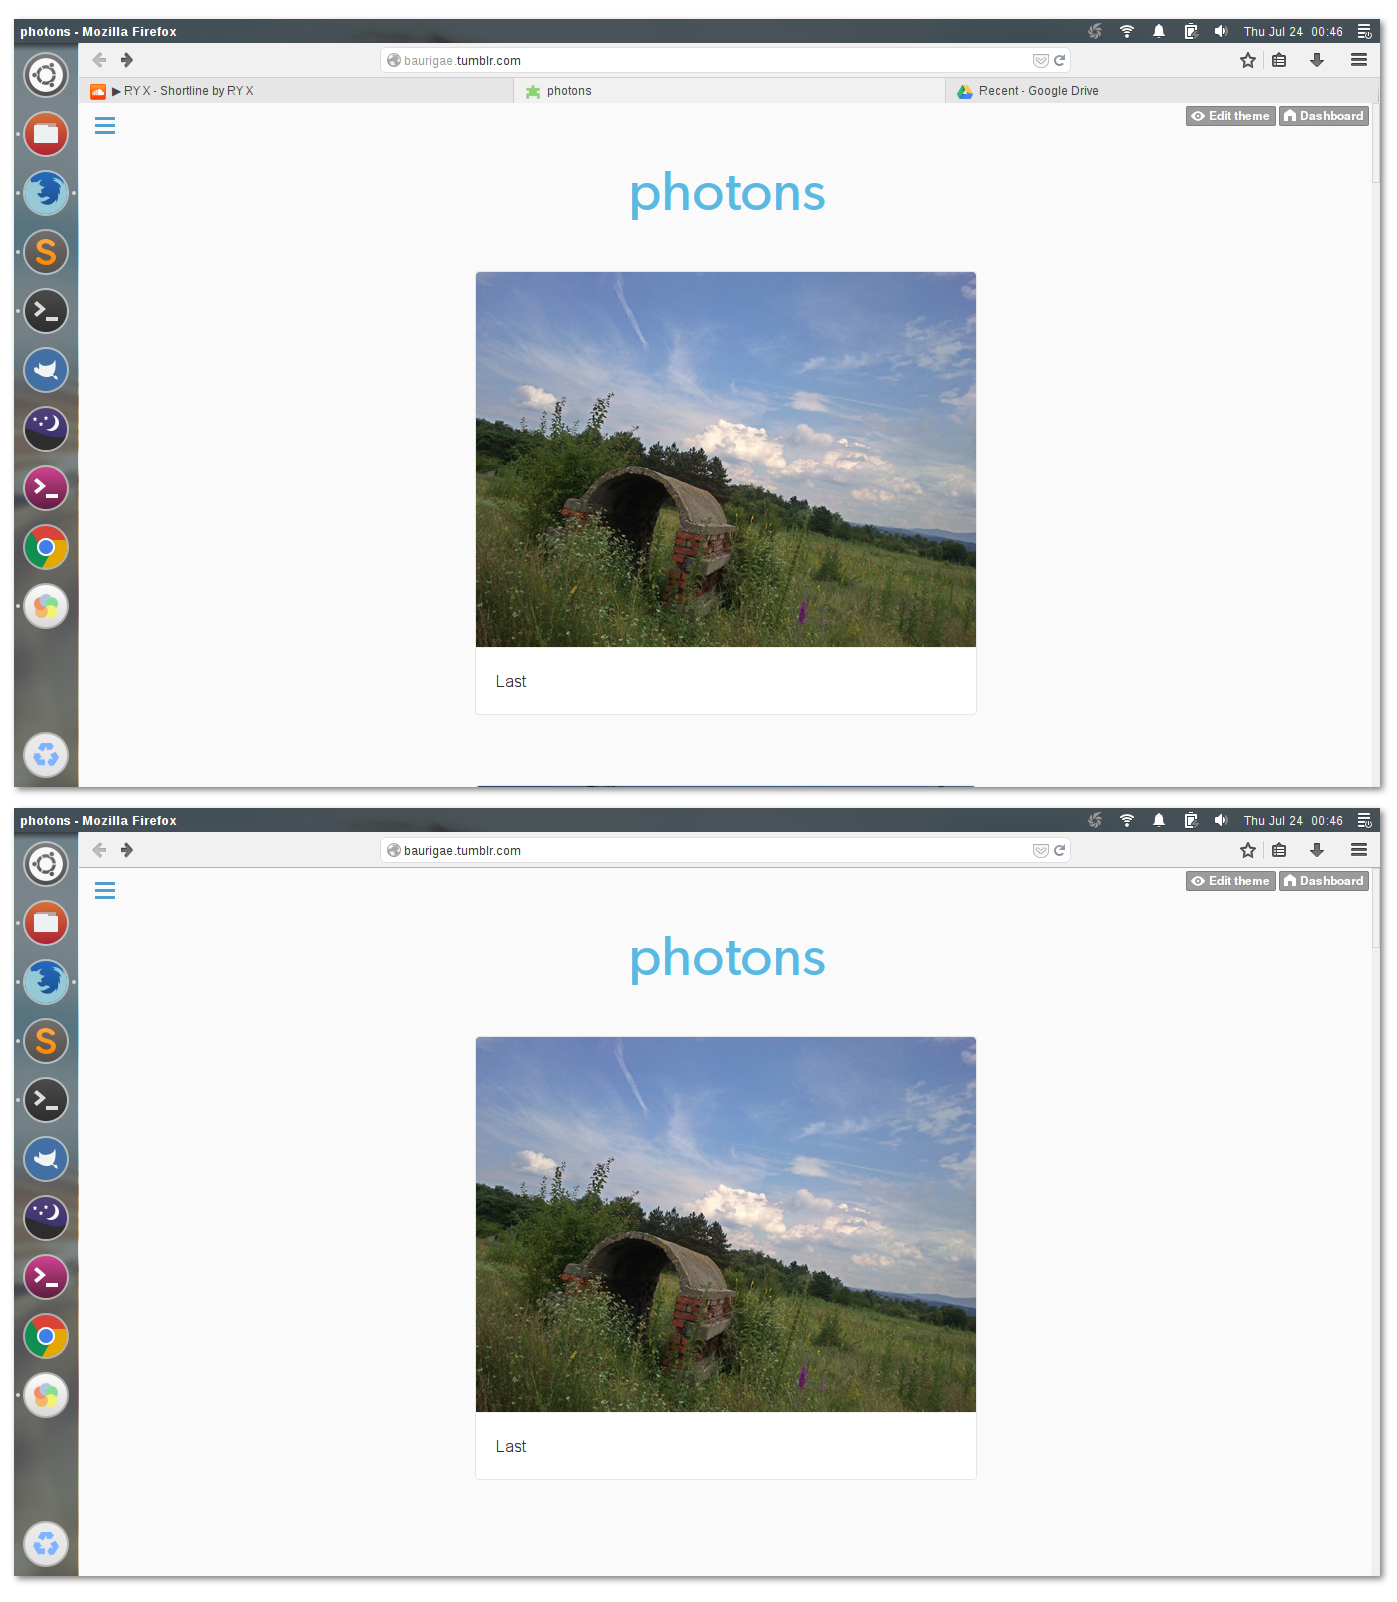 photons - Mozilla Firefox
Thu Jul 24 00:46
baurigae.tumblr.com
▶ RY X - Shortline by RY X
photons
Recent - Google Drive
Edit theme
Dashboard
photons
Last
photons - Mozilla Firefox
Thu Jul 24 00:46
baurigae.tumblr.com
Edit theme
Dashboard
photons
Last